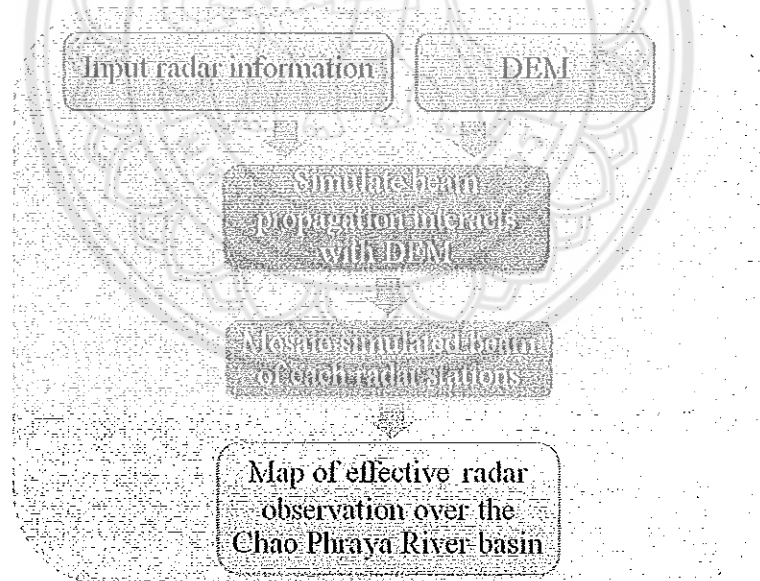 Input radar information
DEM
Simulate beam
propagation interacts
with DEM
Mosaic simulated beam
of each radar stations
Map of effective radar
observation over the
Chao Phraya River basin